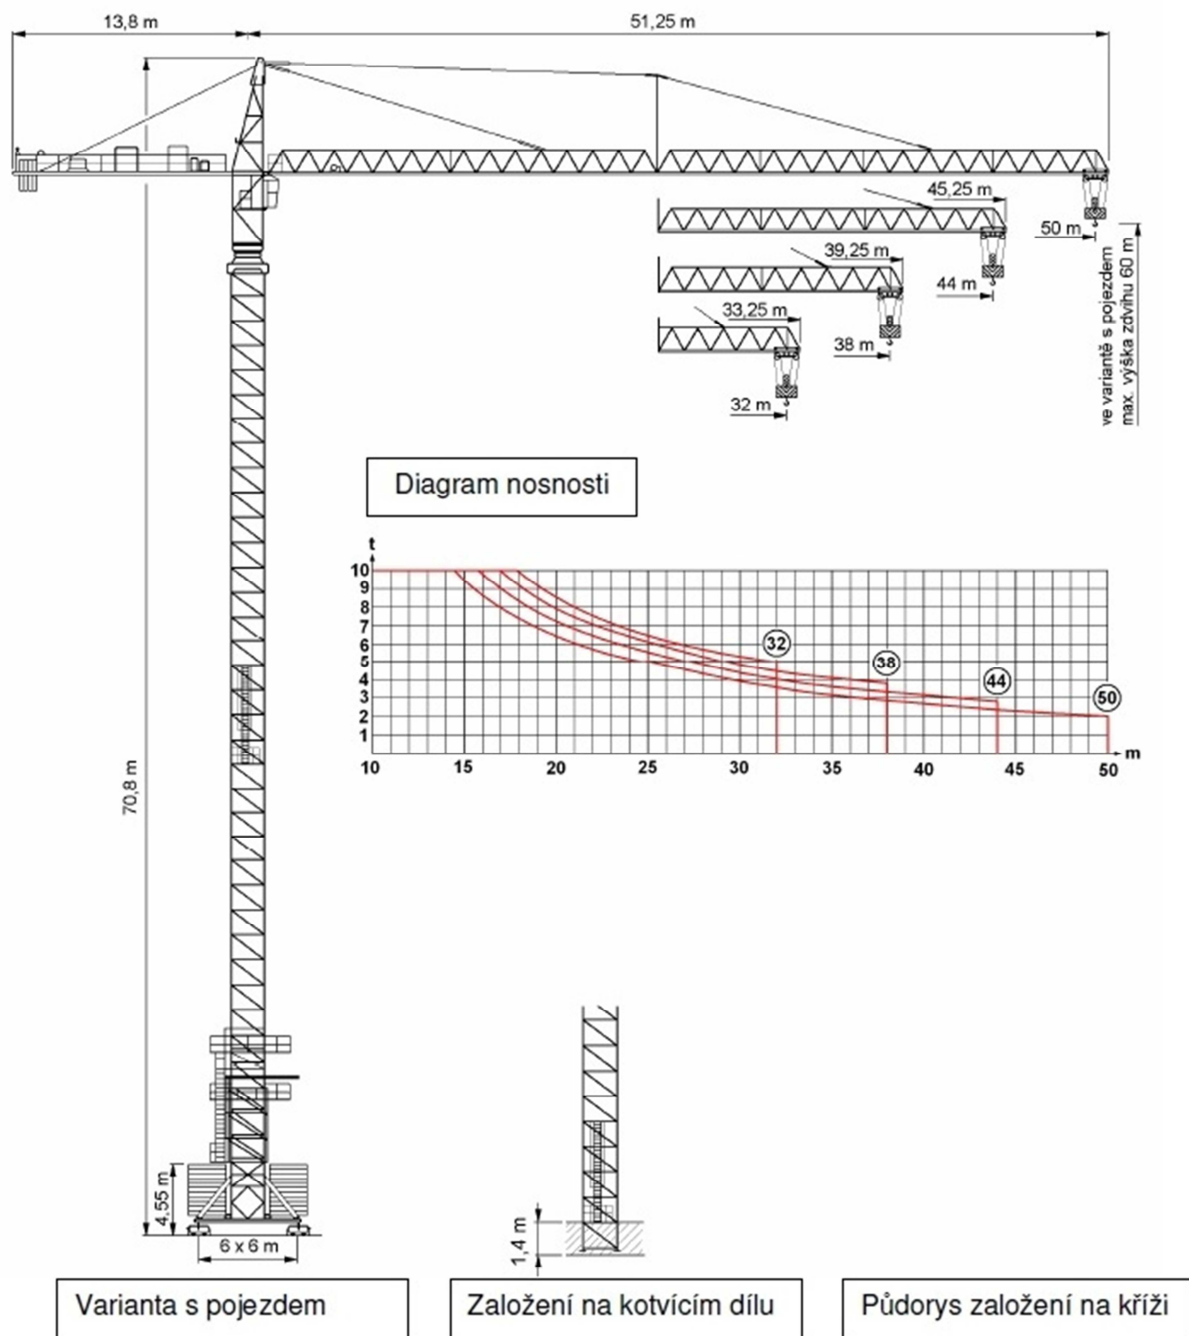 13,8 m
51,25 m
45,25 m
50 m
39,25 m
44 m
33,25 m
38 m
32 m
ve variantě s pojezdem
max. výška zdvihu 60 m
70,8 m
Diagram nosnosti
t
10
9
8
7
6
5
4
3
2
1
32
38
44
50
10 15 20 25 30 35 40 45 50 m
4,55 m
6 x 6 m
1,4 m
Varianta s pojezdem
Založení na kotvícím dílu
Půdorys založení na kříži